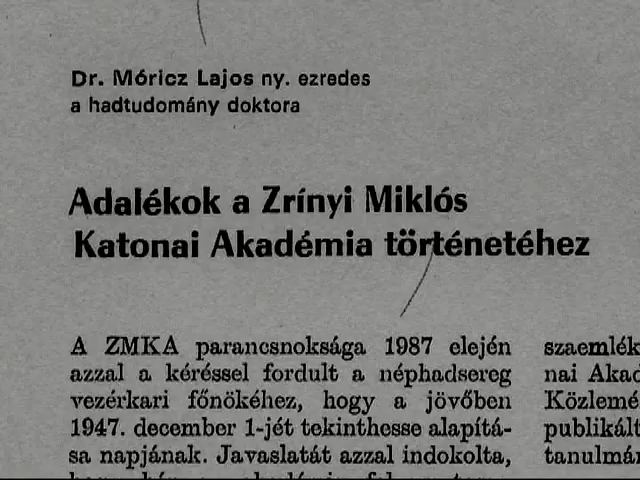 Dr. Móricz Lajos ny. ezredes
a hadtudomány doktora
Adalékok a Zrínyi Miklós
Katonai Akadémia történetéhez
A ZMKA parancsnoksága 1987 elején
azzal a kéréssel fordult a néphadsereg
vezérkari főnökéhez, hogy a jövőben
1947. december 1-jét tekinthesse alapítá-
sa napjának. Javaslatát azzal indokolta,
szaemlék
nai Akad
Közlemé
publikált
tanulmán